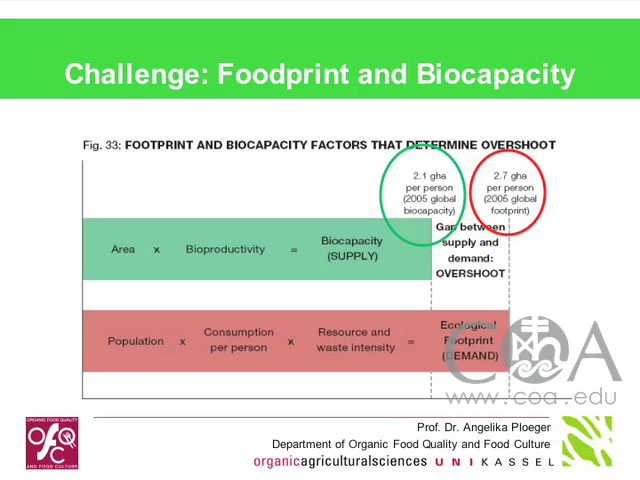 Challenge: Foodprint and Biocapacity
Fig. 33: FOOTPRINT AND BIOCAPACITY FACTORS THAT DETERMINE OVERSHOOT
2.1 gha
per person
(2005 global
biocapacity)
2.7 gha
per person
(2005 global
footprint)
Gap between
supply and
demand:
OVERSHOOT
Area x Bioproductivity = Biocapacity
(SUPPLY)
Population x Consumption
per person x Resource and
waste intensity = Ecological
Footprint
(DEMAND)
COA
www.coa.edu
Prof. Dr. Angelika Ploeger
Department of Organic Food Quality and Food Culture
organicagriculturalsciences UNIKASSEL
ORGANIC FOOD QUALITY
OFQC
AND FOOD CULTURE